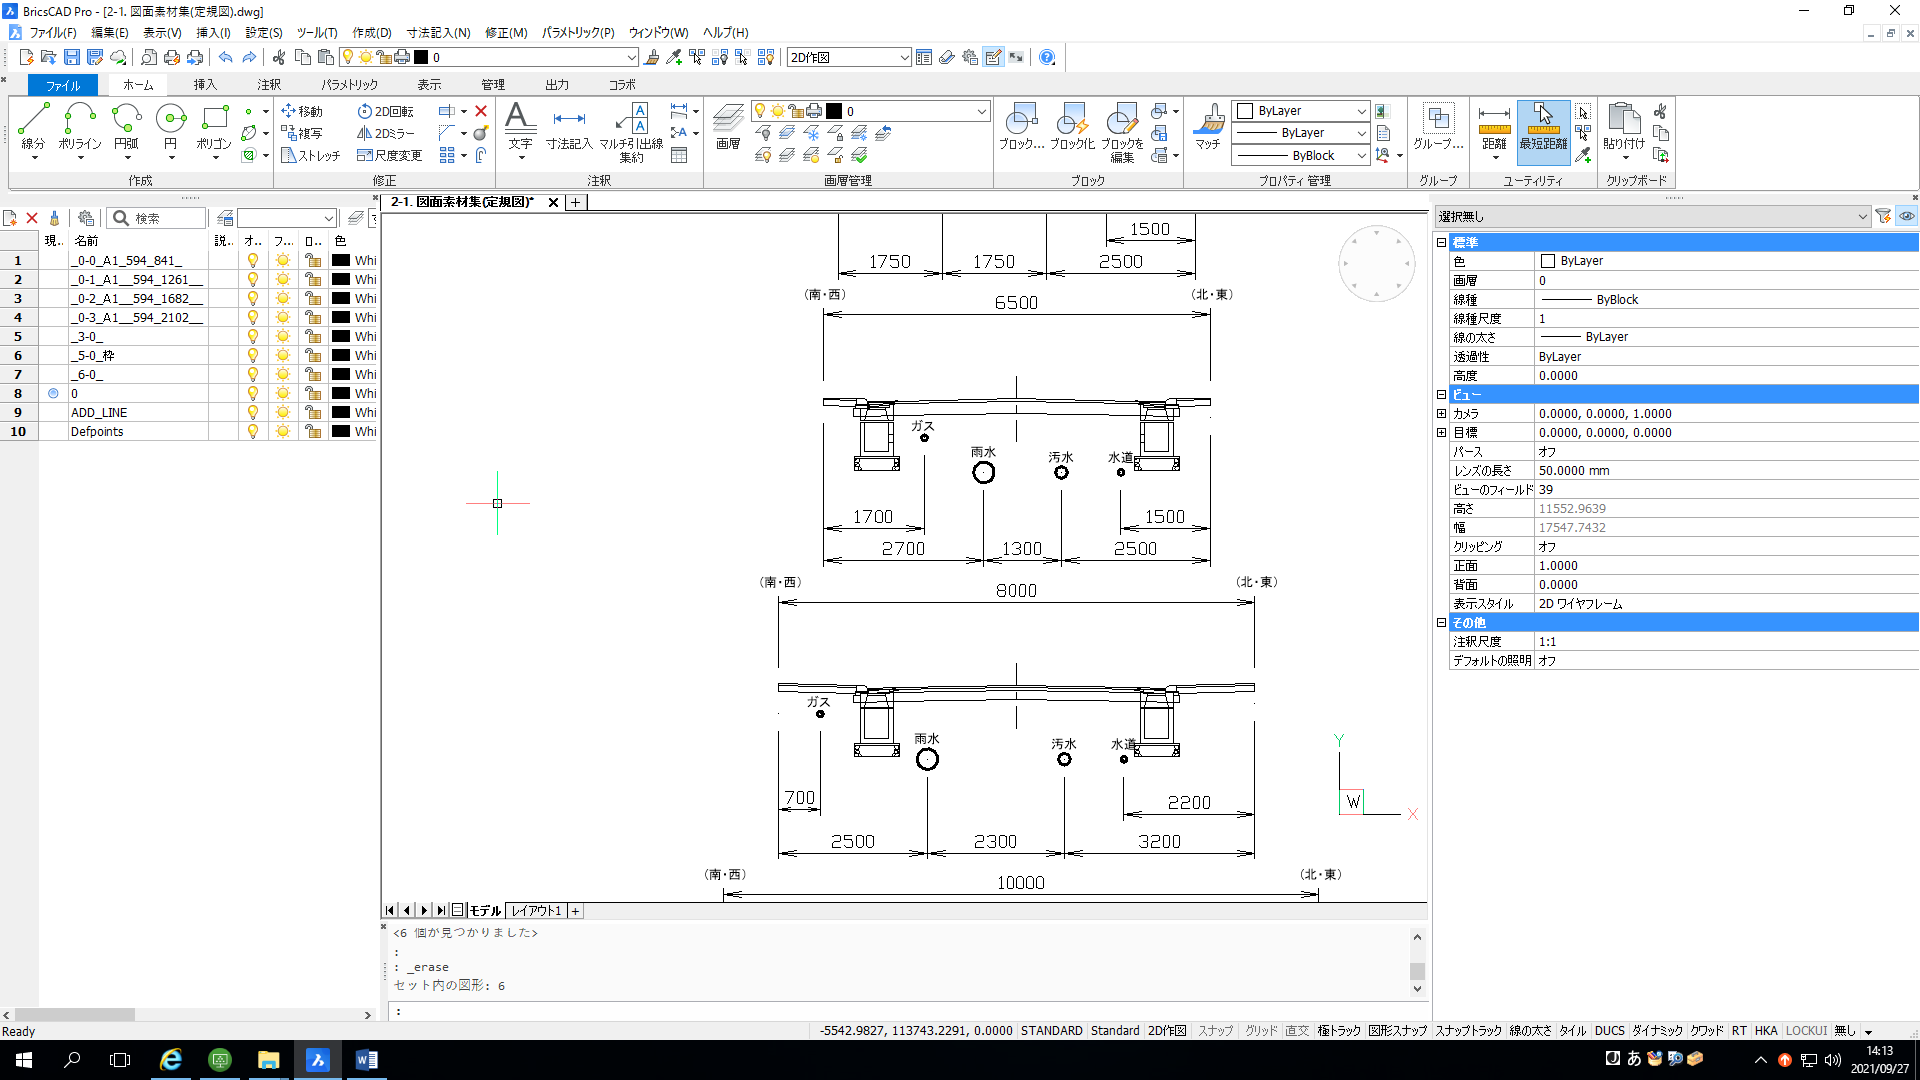 BricsCAD Pro - [2-1. 図面素材集(定規図).dwg]
ファイル(F) 編集(E) 表示(V) 挿入(I) 設定(S) ツール(T) 作成(D) 寸法記入(N) 修正(M) パラメトリック(P) ウィンドウ(W) ヘルプ(H)
0 2D作図
ファイル ホーム 挿入 注釈 パラメトリック 表示 管理 出力 コラボ
線分 ポリライン 円弧 円 ポリゴン
移動 2D回転
複写 2Dミラー
ストレッチ 尺度変更
文字 寸法記入 マルチ引出線 集約
画層 0
ブロック... ブロック化 ブロックを 編集
マッチ
ByLayer
ByLayer
ByBlock
グループ... 距離 最短距離 貼り付け
作成 修正 注釈 画層管理 ブロック プロパティ管理 グループ ユーティリティ クリップボード
検索
現.. 名前 説.. オ.. フ... ロ.. 色
1 _0-0_A1_594_841_ Whi
2 _0-1_A1__594_1261__ Whi
3 _0-2_A1__594_1682__ Whi
4 _0-3_A1__594_2102__ Whi
5 _3-0_ Whi
6 _5-0_枠 Whi
7 _6-0_ Whi
8 0 Whi
9 ADD_LINE Whi
10 Defpoints Whi
2-1. 図面素材集(定規図)*
1500
1750 1750 2500
(南・西) (北・東)
6500
ガス
雨水 汚水 水道
1700 1500
2700 1300 2500
(南・西) (北・東)
8000
ガス
雨水 汚水 水道
700 2200
2500 2300 3200
(南・西) (北・東)
10000
Y
W
X
モデル レイアウト1
<6 個が見つかりました>
:
: _erase
セット内の図形: 6
:
選択無し
標準
色 ByLayer
画層 0
線種 ByBlock
線種尺度 1
線の太さ ByLayer
透過性 ByLayer
高度 0.0000
ビュー
カメラ 0.0000, 0.0000, 1.0000
目標 0.0000, 0.0000, 0.0000
パース オフ
レンズの長さ 50.0000 mm
ビューのフィールド 39
高さ 11552.9639
幅 17547.7432
クリッピング オフ
正面 1.0000
背面 0.0000
表示スタイル 2D ワイヤフレーム
その他
注釈尺度 1:1
デフォルトの照明 オフ
Ready
-5542.9827, 113743.2291, 0.0000 STANDARD Standard 2D作図 スナップ グリッド 直交 極トラック 図形スナップ スナップトラック 線の太さ タイル DUCS ダイナミック クワッド RT HKA LOCKUI 無し
あ
14:13
2021/09/27